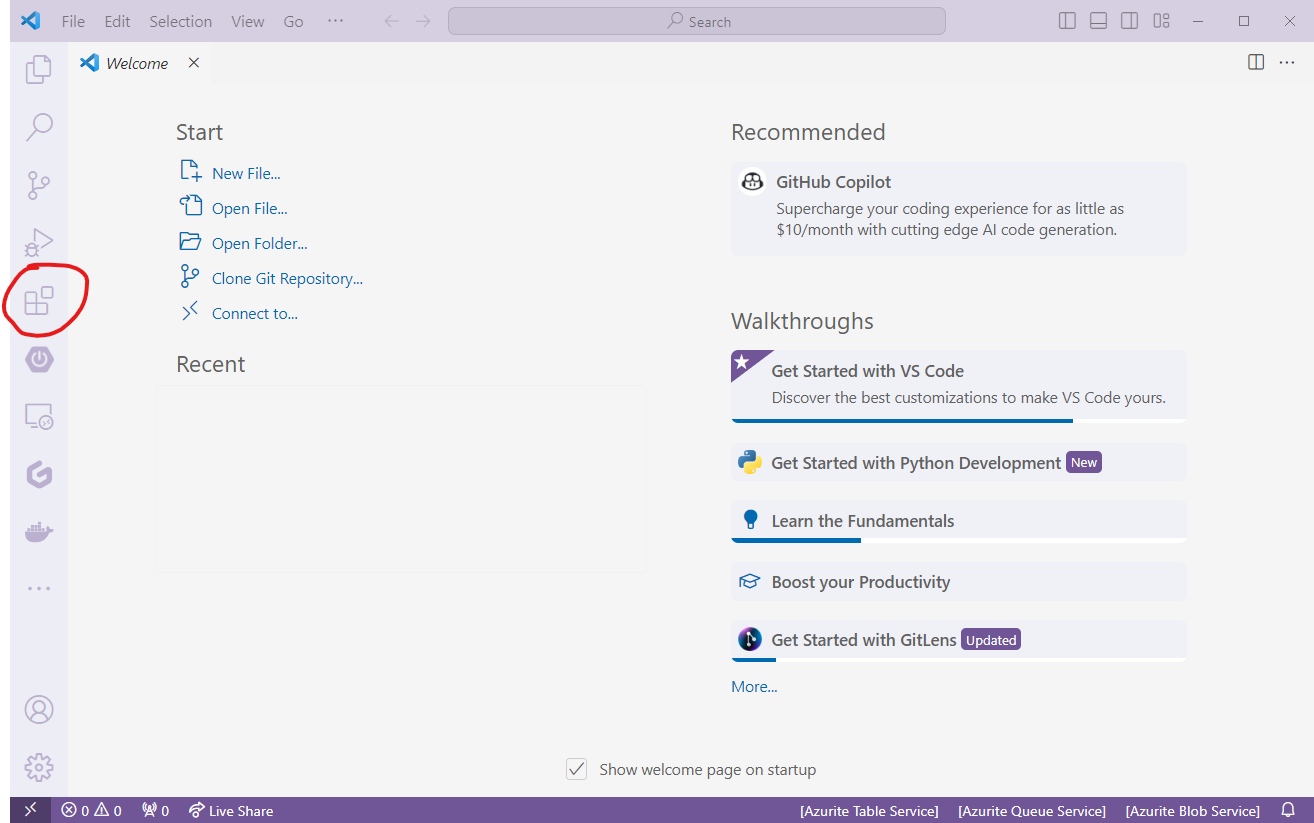 File Edit Selection View Go ··· Search
Welcome
Start
New File...
Open File...
Open Folder...
Clone Git Repository...
Connect to...
Recent
Recommended
GitHub Copilot
Supercharge your coding experience for as little as
$10/month with cutting edge AI code generation.
Walkthroughs
Get Started with VS Code
Discover the best customizations to make VS Code yours.
Get Started with Python Development New
Learn the Fundamentals
Boost your Productivity
Get Started with GitLens Updated
More...
Show welcome page on startup
0 0 0 Live Share [Azurite Table Service] [Azurite Queue Service] [Azurite Blob Service]